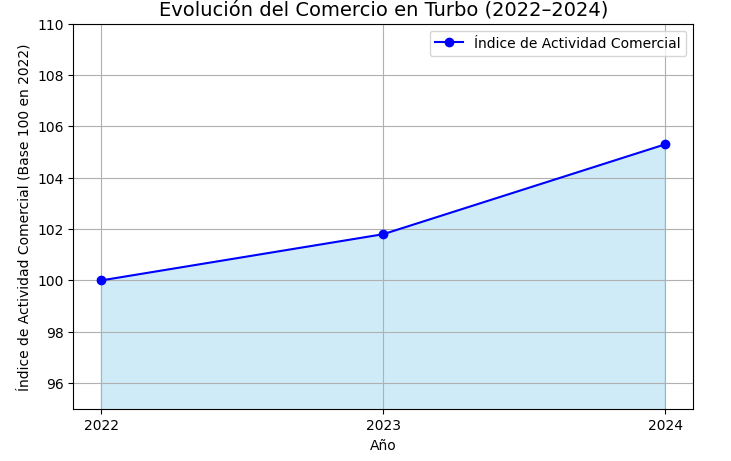 Evolución del Comercio en Turbo (2022–2024)
Índice de Actividad Comercial
Índice de Actividad Comercial (Base 100 en 2022)
110
108
106
104
102
100
98
96
2022
2023
2024
Año